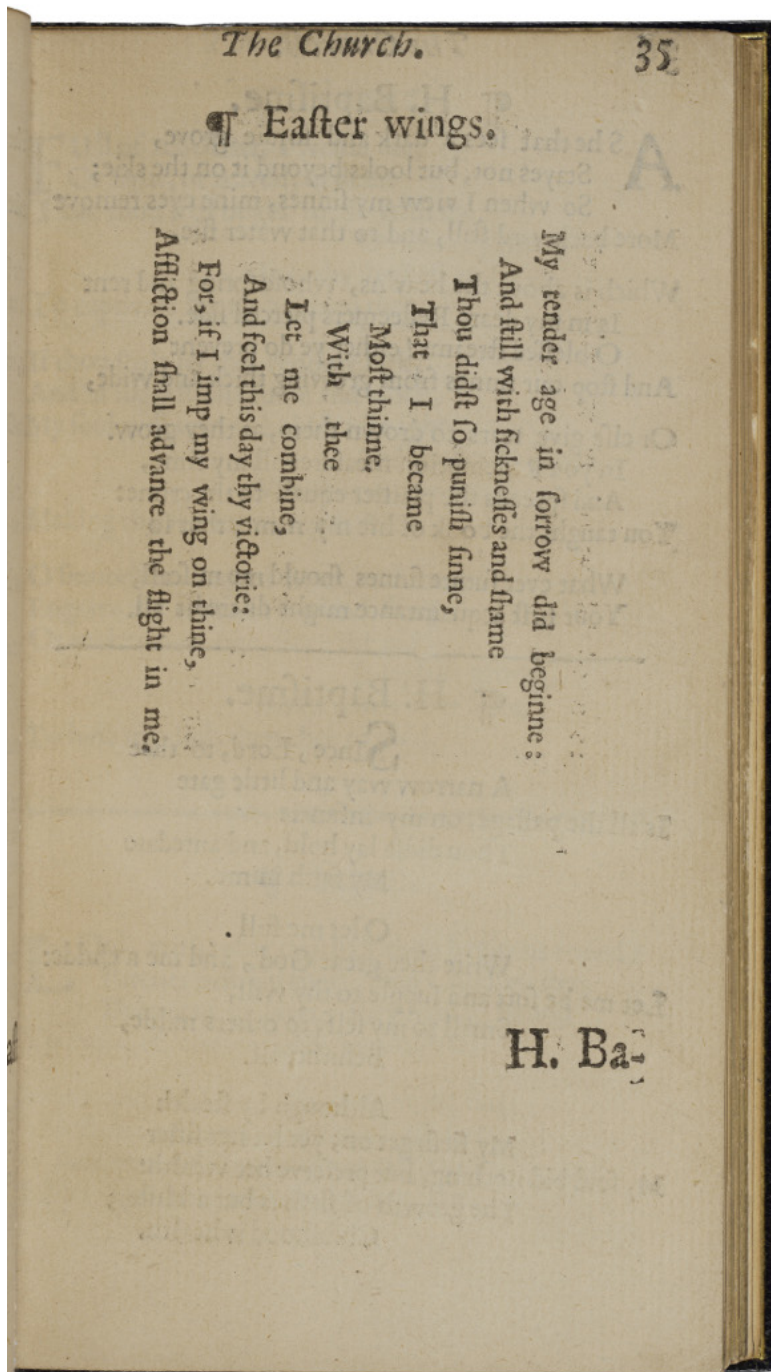 The Church.
35
¶ Eaſter wings.
My tender age in ſorrow did beginne:
And ſtill with ſickneſſes and ſhame
Thou didſt ſo puniſh ſinne,
That I became
Moſt thinne.
With thee
Let me combine,
And feel this day thy victorie:
For, if I imp my wing on thine,
Affliction ſhall advance the flight in me.
H. Ba-